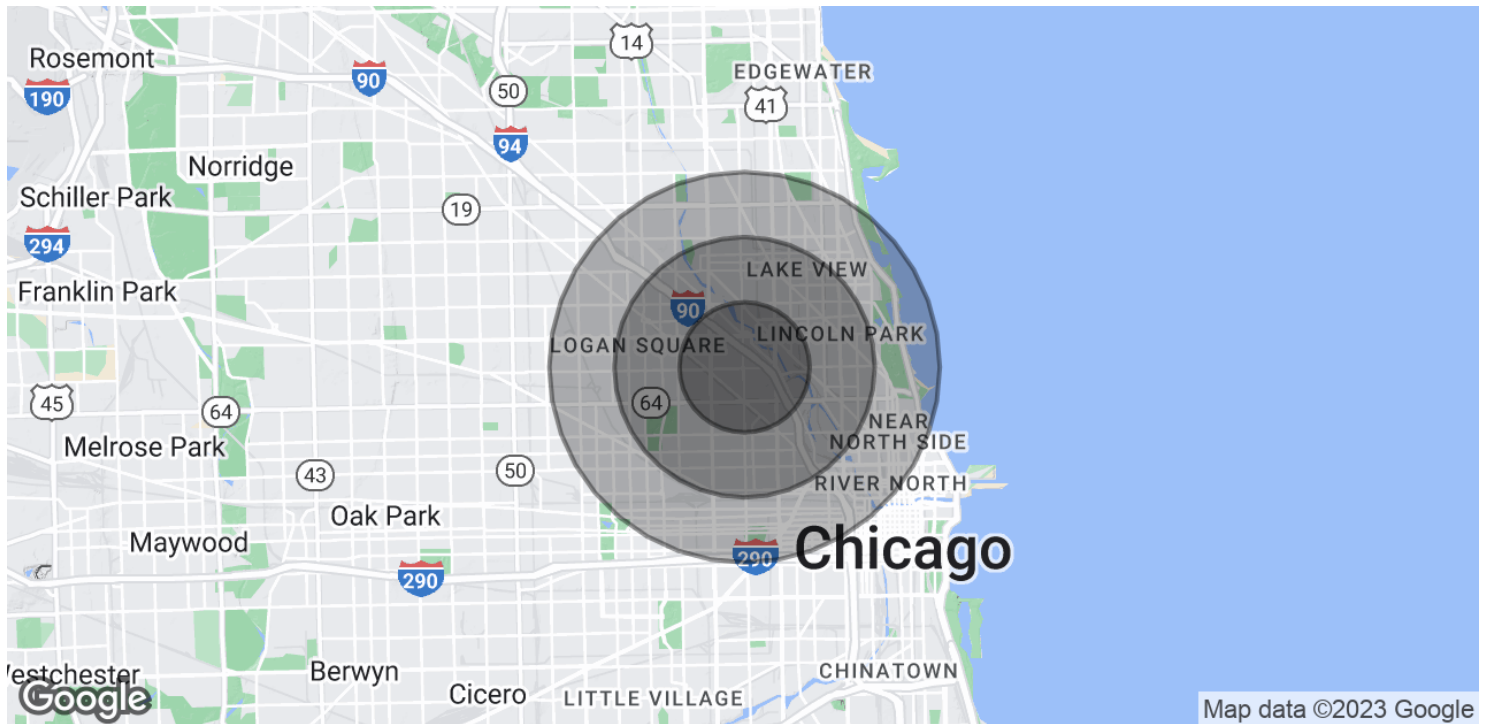 14
Rosemont
90
EDGEWATER
190
50
41
94
Norridge
Schiller Park
19
294
LAKE VIEW
Franklin Park
90
LINCOLN PARK
LOGAN SQUARE
45
64
64
NEAR
NORTH SIDE
Melrose Park
43
50
RIVER NORTH
Oak Park
Maywood
Chicago
290
290
Berwyn
CHINATOWN
Cicero
LITTLE VILLAGE
Google
Map data ©2023 Google